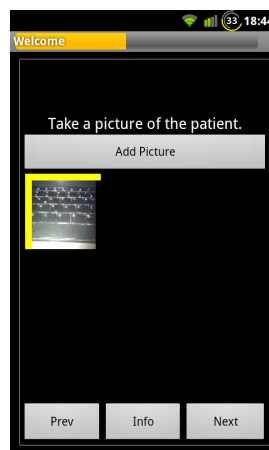 33 18:44
Welcome
Take a picture of the patient.
Add Picture
Prev Info Next